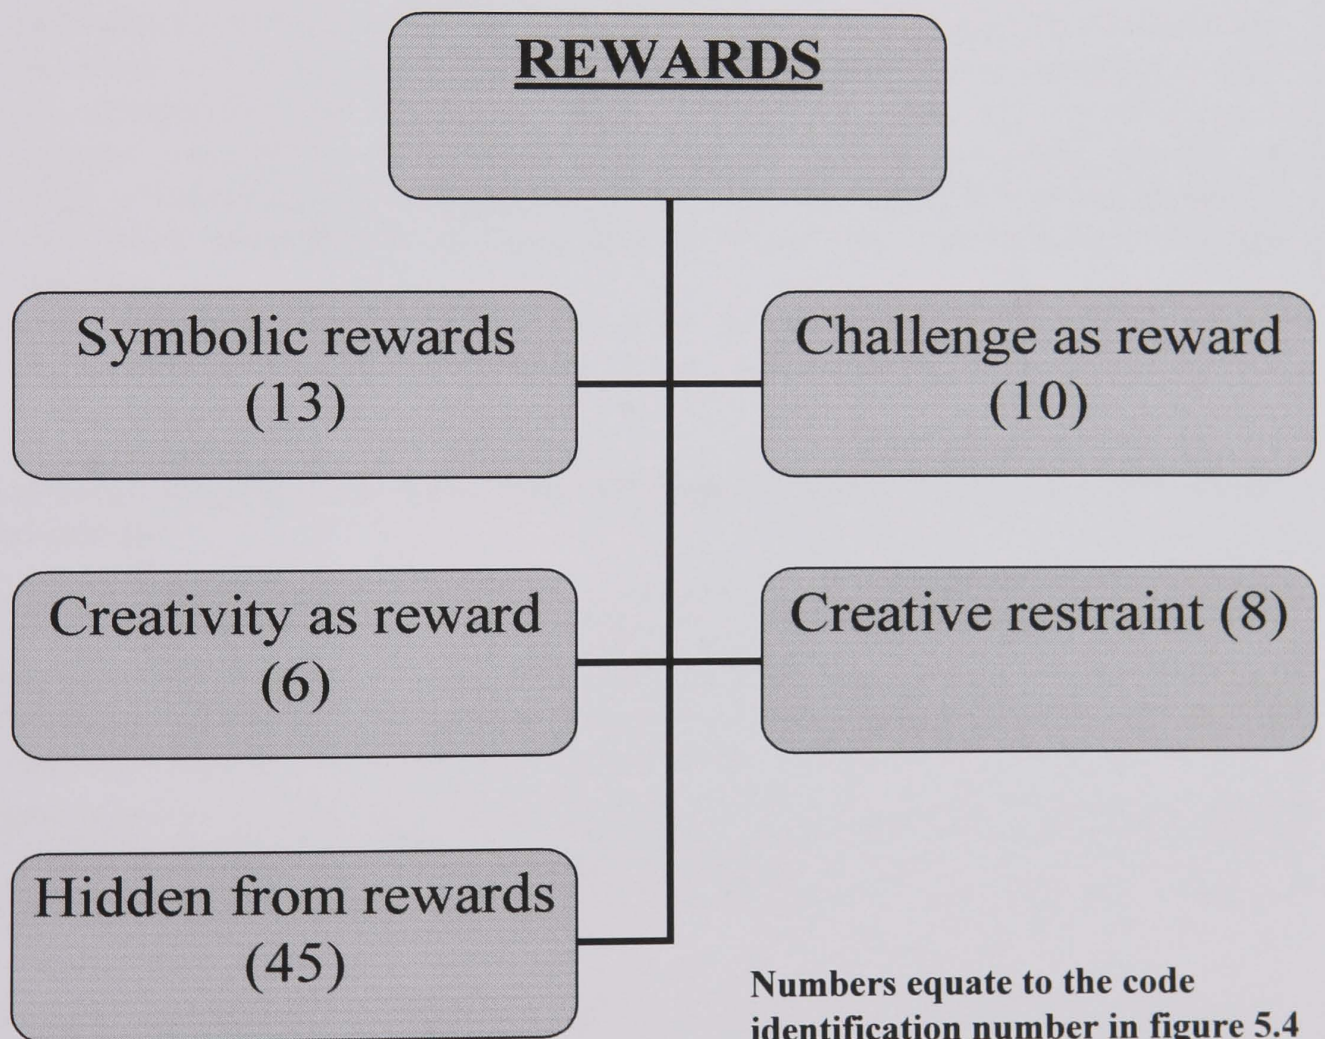 REWARDS
Symbolic rewards
(13)
Challenge as reward
(10)
Creativity as reward
(6)
Creative restraint (8)
Hidden from rewards
(45)
Numbers equate to the code
identification number in figure 5.4